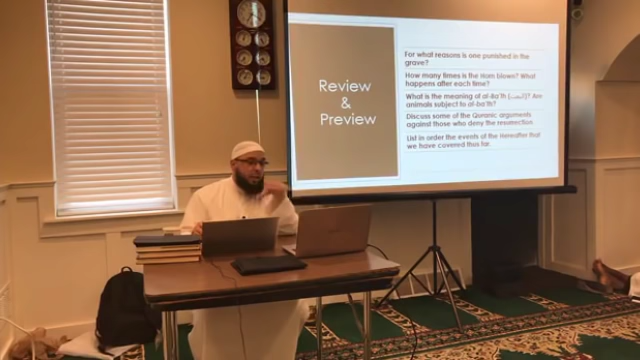 Review
&
Preview
For what reasons is one punished in the
grave?
How many times is the Horn blown? What
happens after each time?
What is the meaning of al-Ba'th (البعث)? Are
animals subject to al-ba'th?
Discuss some of the Quranic arguments
against those who deny the resurrection.
List in order the events of the Hereafter that
we have covered thus far.